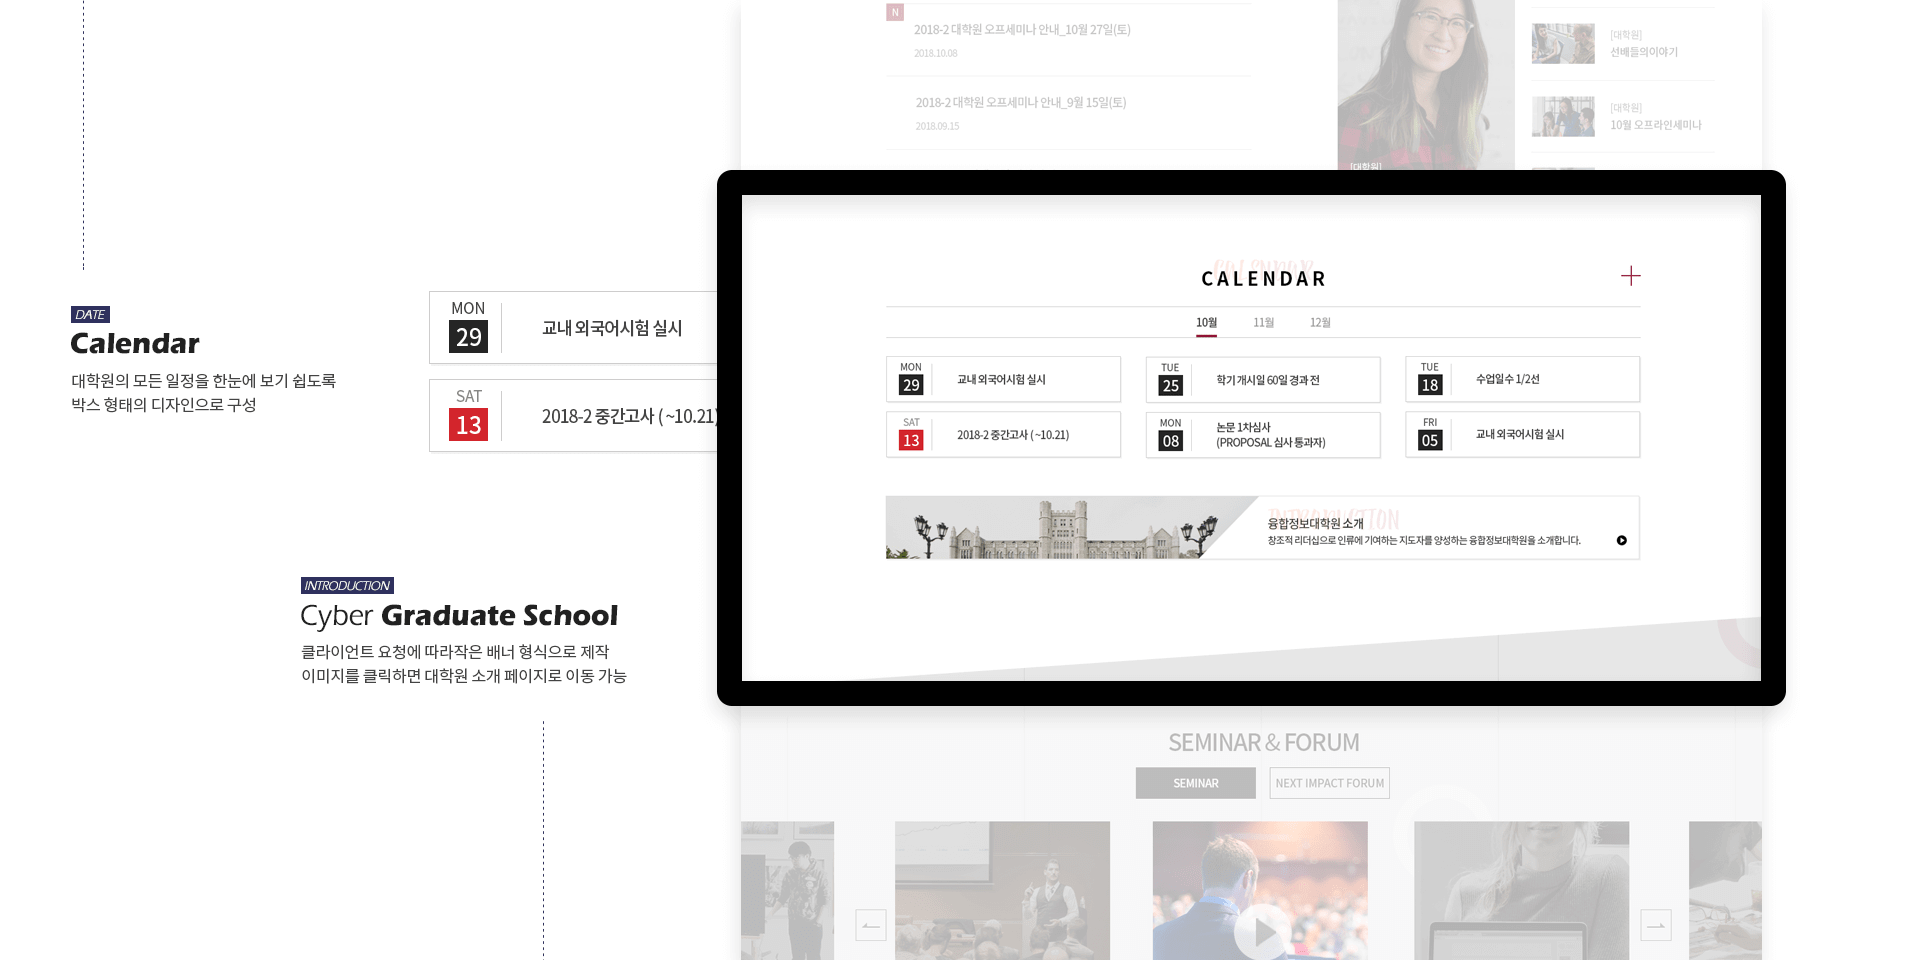 N
2018-2 대학원 오프세미나 안내_10월 27일(토)
2018.10.08
2018-2 대학원 오프세미나 안내_9월 15일(토)
2018.09.15
[대학원]
[대학원]
선배들의이야기
[대학원]
10월 오프라인세미나
DATE
Calendar
대학원의 모든 일정을 한눈에 보기 쉽도록
박스 형태의 디자인으로 구성
MON
29
교내 외국어시험 실시
SAT
13
2018-2 중간고사 ( ~10.21)
CALENDAR
10월
11월
12월
MON
29
교내 외국어시험 실시
TUE
25
학기 개시일 60일 경과 전
TUE
18
수업일수 1/2선
SAT
13
2018-2 중간고사 ( ~10.21)
MON
08
논문 1차심사
(PROPOSAL 심사 통과자)
FRI
05
교내 외국어시험 실시
INTRODUCTION
융합정보대학원 소개
창조적 리더십으로 인류에 기여하는 지도자를 양성하는 융합정보대학원을 소개합니다.
INTRODUCTION
Cyber Graduate School
클라이언트 요청에 따라작은 배너 형식으로 제작
이미지를 클릭하면 대학원 소개 페이지로 이동 가능
SEMINAR & FORUM
SEMINAR
NEXT IMPACT FORUM